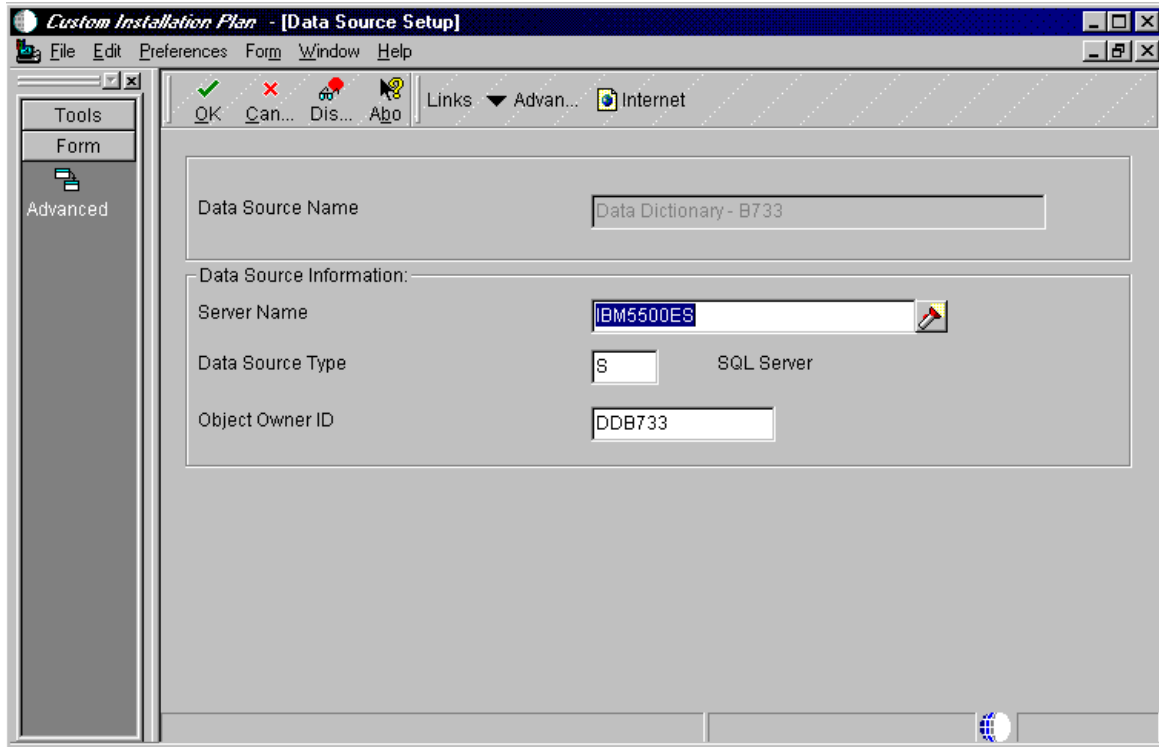 Custom Installation Plan - [Data Source Setup]
File Edit Preferences Form Window Help
Tools
Form
Advanced
OK Can... Dis... Abo Links Advan... Internet
Data Source Name Data Dictionary - B733
Data Source Information:
Server Name IBM5500ES
Data Source Type S SQL Server
Object Owner ID DDB733